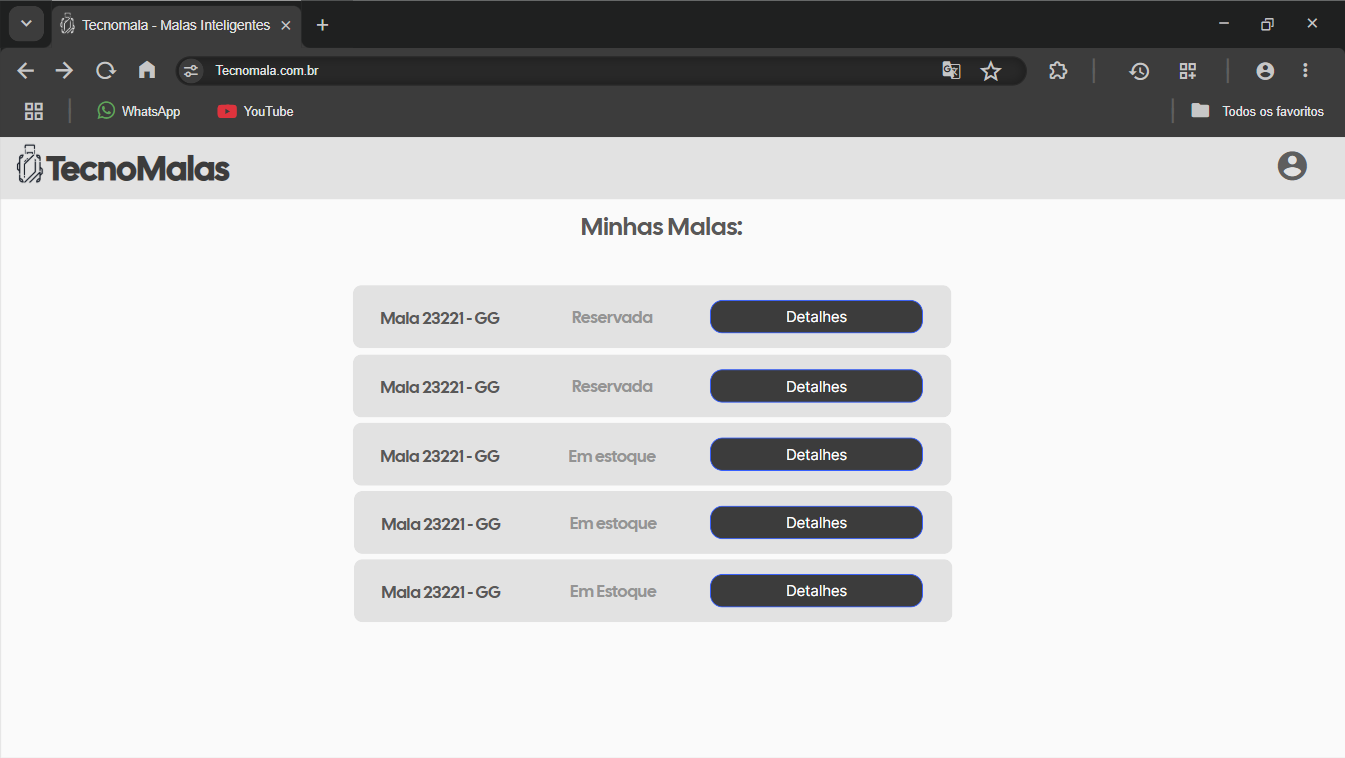 Tecnomala - Malas Inteligentes
Tecnomala.com.br
WhatsApp YouTube Todos os favoritos
TecnoMalas
Minhas Malas:
Mala 23221 - GG Reservada Detalhes
Mala 23221 - GG Reservada Detalhes
Mala 23221 - GG Em estoque Detalhes
Mala 23221 - GG Em estoque Detalhes
Mala 23221 - GG Em Estoque Detalhes